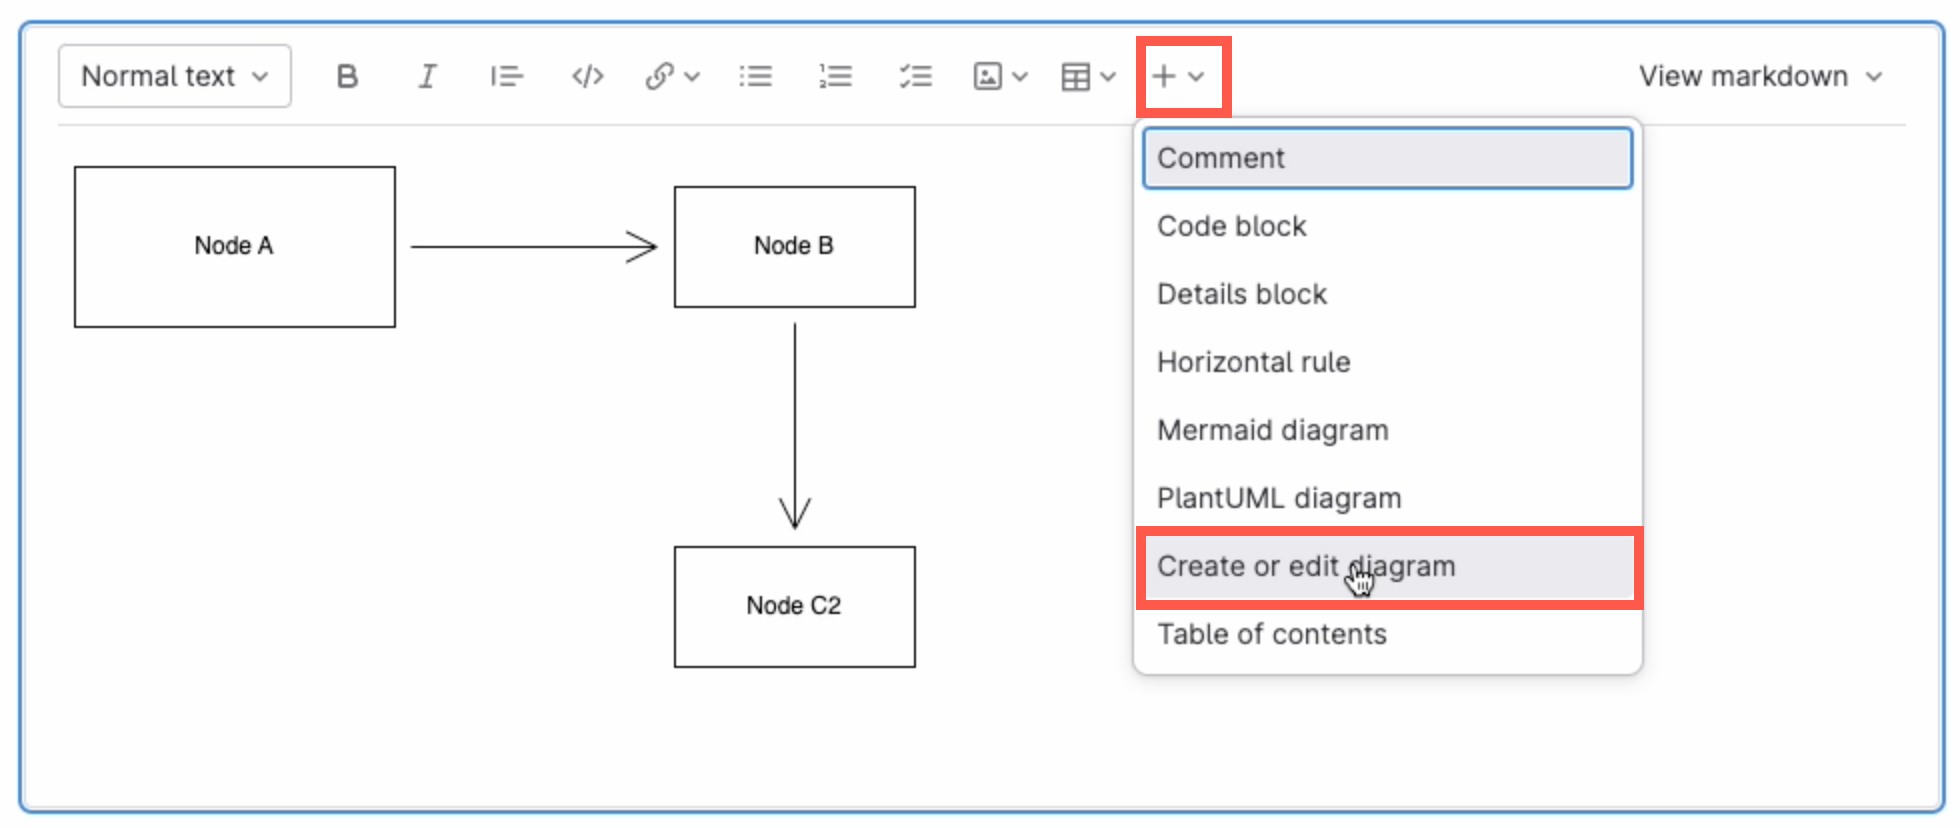 Normal text
View markdown
Node A
Node B
Node C2
Comment
Code block
Details block
Horizontal rule
Mermaid diagram
PlantUML diagram
Create or edit diagram
Table of contents